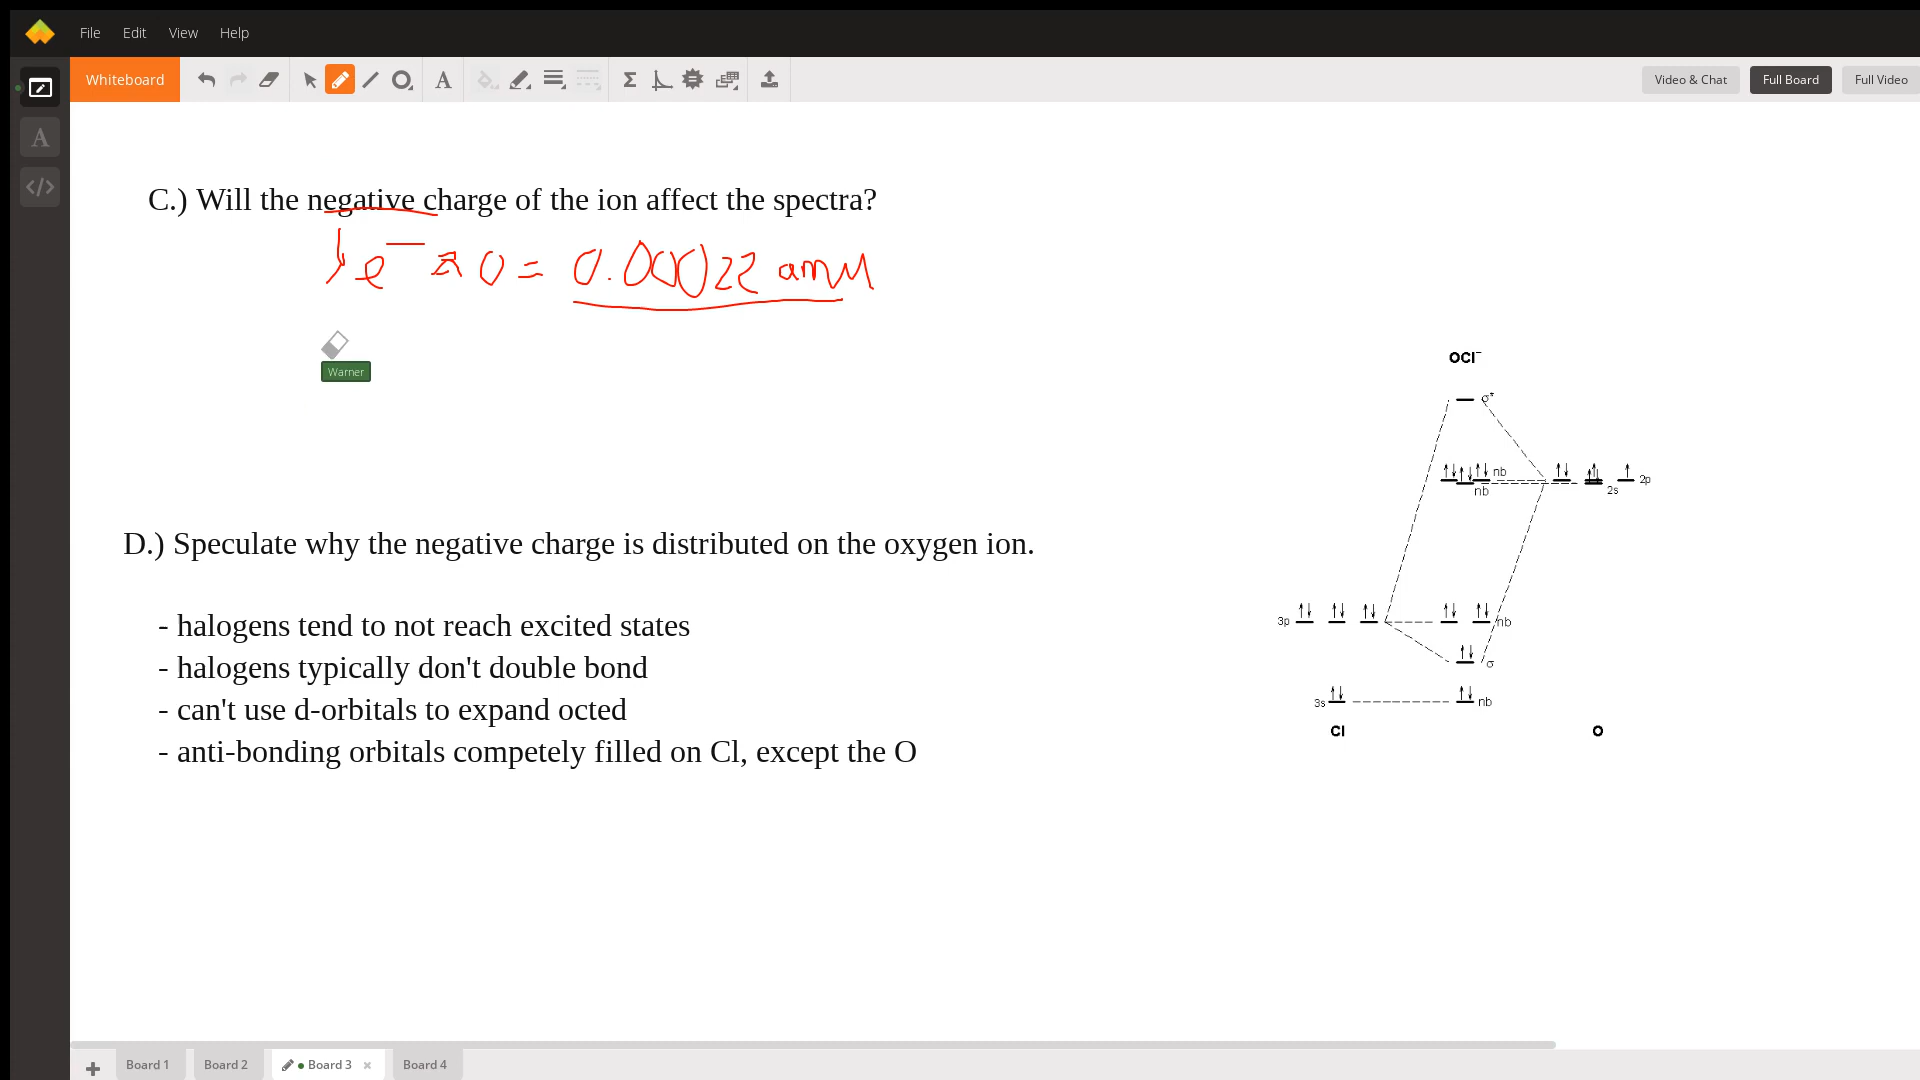 File Edit View Help
Whiteboard
Video & Chat Full Board Full Video
C.) Will the negative charge of the ion affect the spectra?
e⁻ ≈ 0 = 0.00022 amu
Warner
D.) Speculate why the negative charge is distributed on the oxygen ion.
- halogens tend to not reach excited states
- halogens typically don't double bond
- can't use d-orbitals to expand octed
- anti-bonding orbitals competely filled on Cl, except the O
OCl⁻
σ*
nb
nb
2s
2p
3p
nb
σ
3s
nb
Cl
O
Board 1 Board 2 Board 3 Board 4